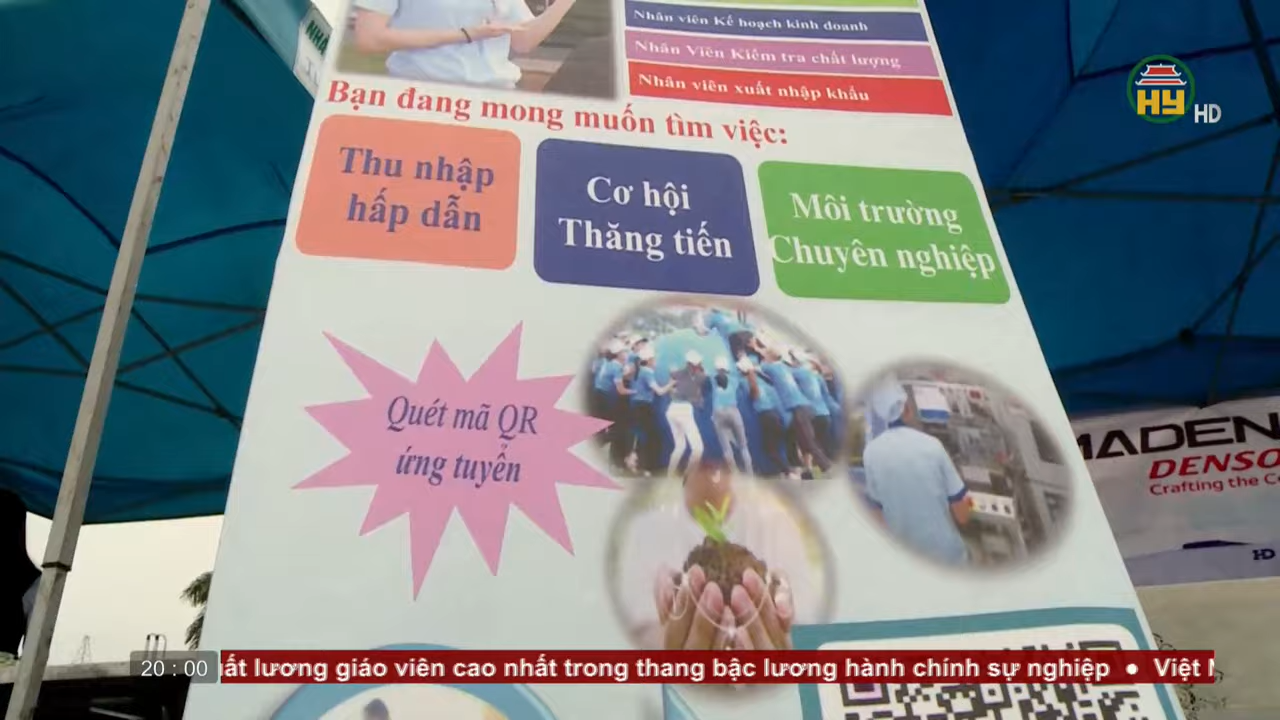 Nhân viên Kế hoạch kinh doanh
Nhân Viên Kiểm tra chất lượng
Nhân viên xuất nhập khẩu
HY HD
Bạn đang mong muốn tìm việc:
Thu nhập
hấp dẫn
Cơ hội
Thăng tiến
Môi trường
Chuyên nghiệp
Quét mã QR
ứng tuyển
DENSO
Crafting the
HD
20 : 00
lương giáo viên cao nhất trong thang bậc lương hành chính sự nghiệp ● Việt